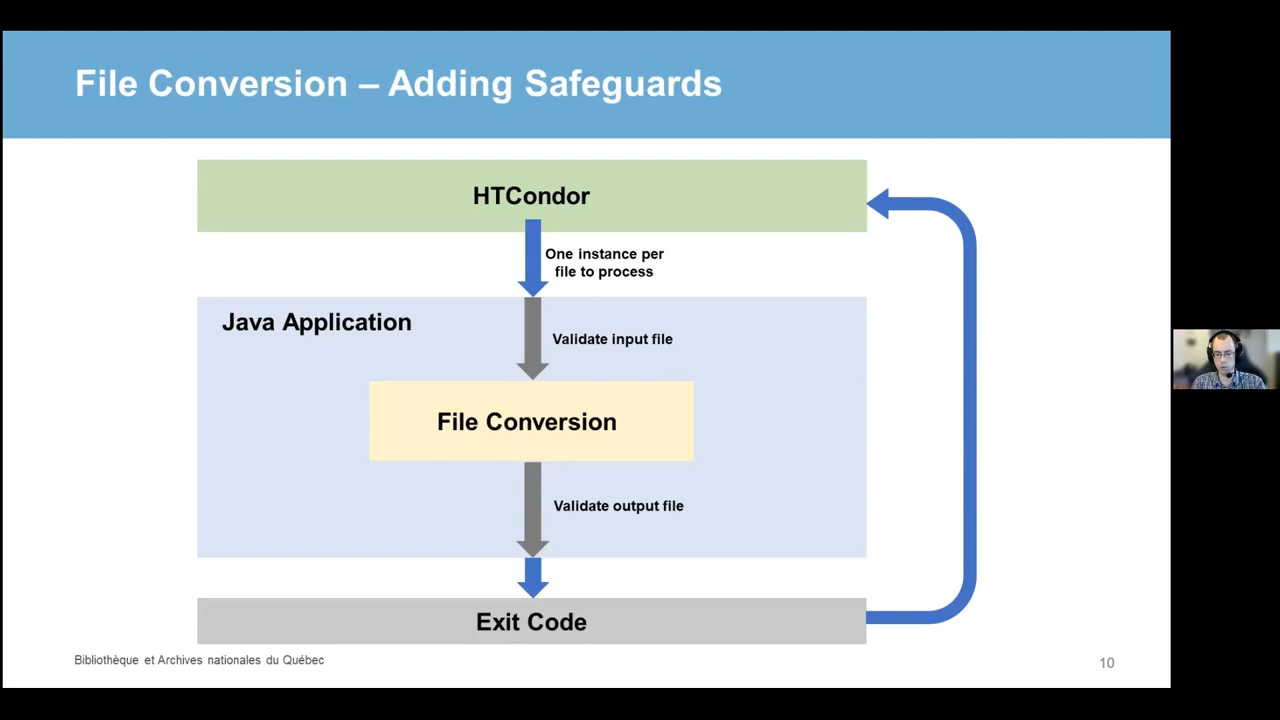 File Conversion – Adding Safeguards
HTCondor
One instance per
file to process
Java Application
Validate input file
File Conversion
Validate output file
Exit Code
Bibliothèque et Archives nationales du Québec
10